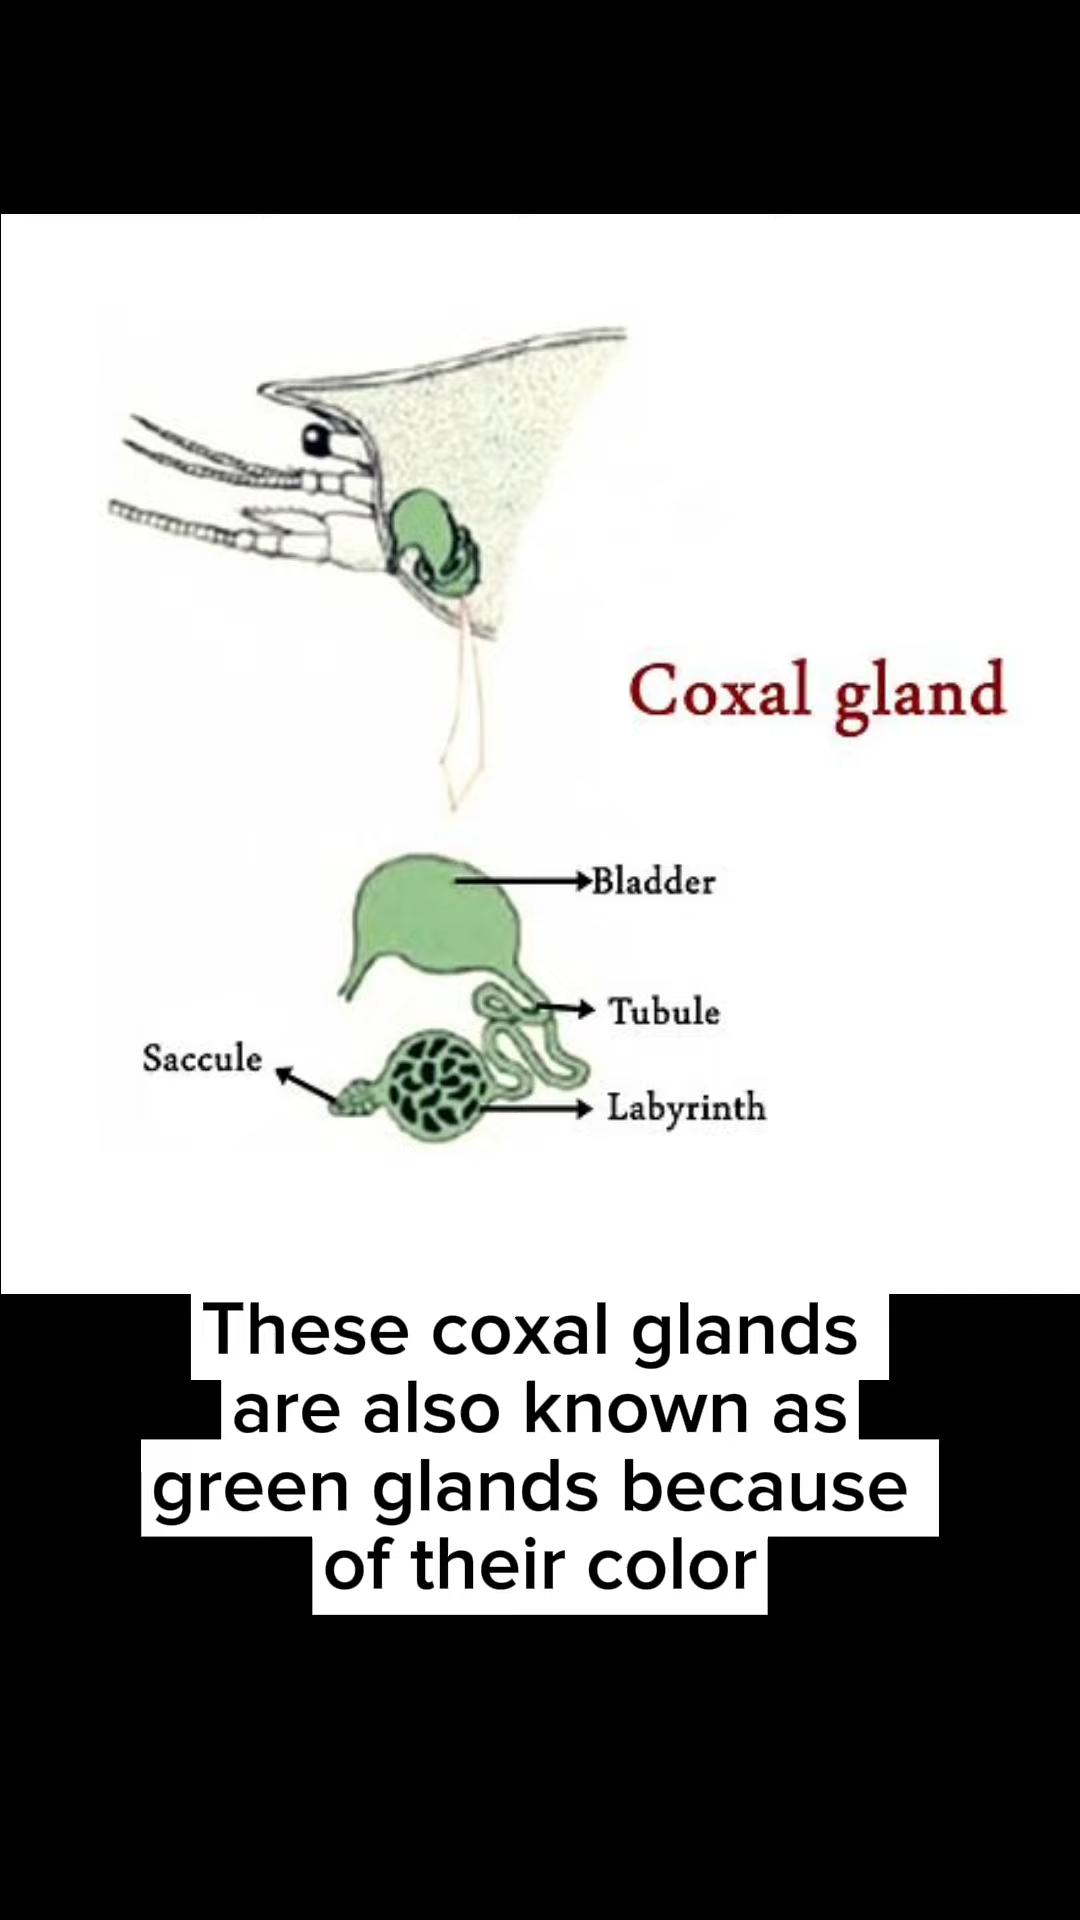 Coxal gland
Bladder
Tubule
Saccule
Labyrinth
These coxal glands
are also known as
green glands because
of their color